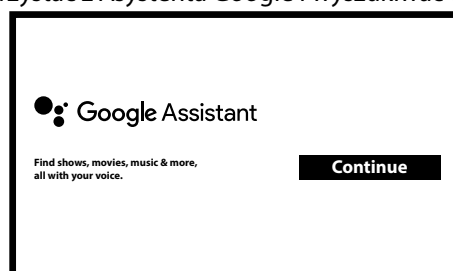 Google Assistant
Find shows, movies, music & more,
all with your voice.
Continue